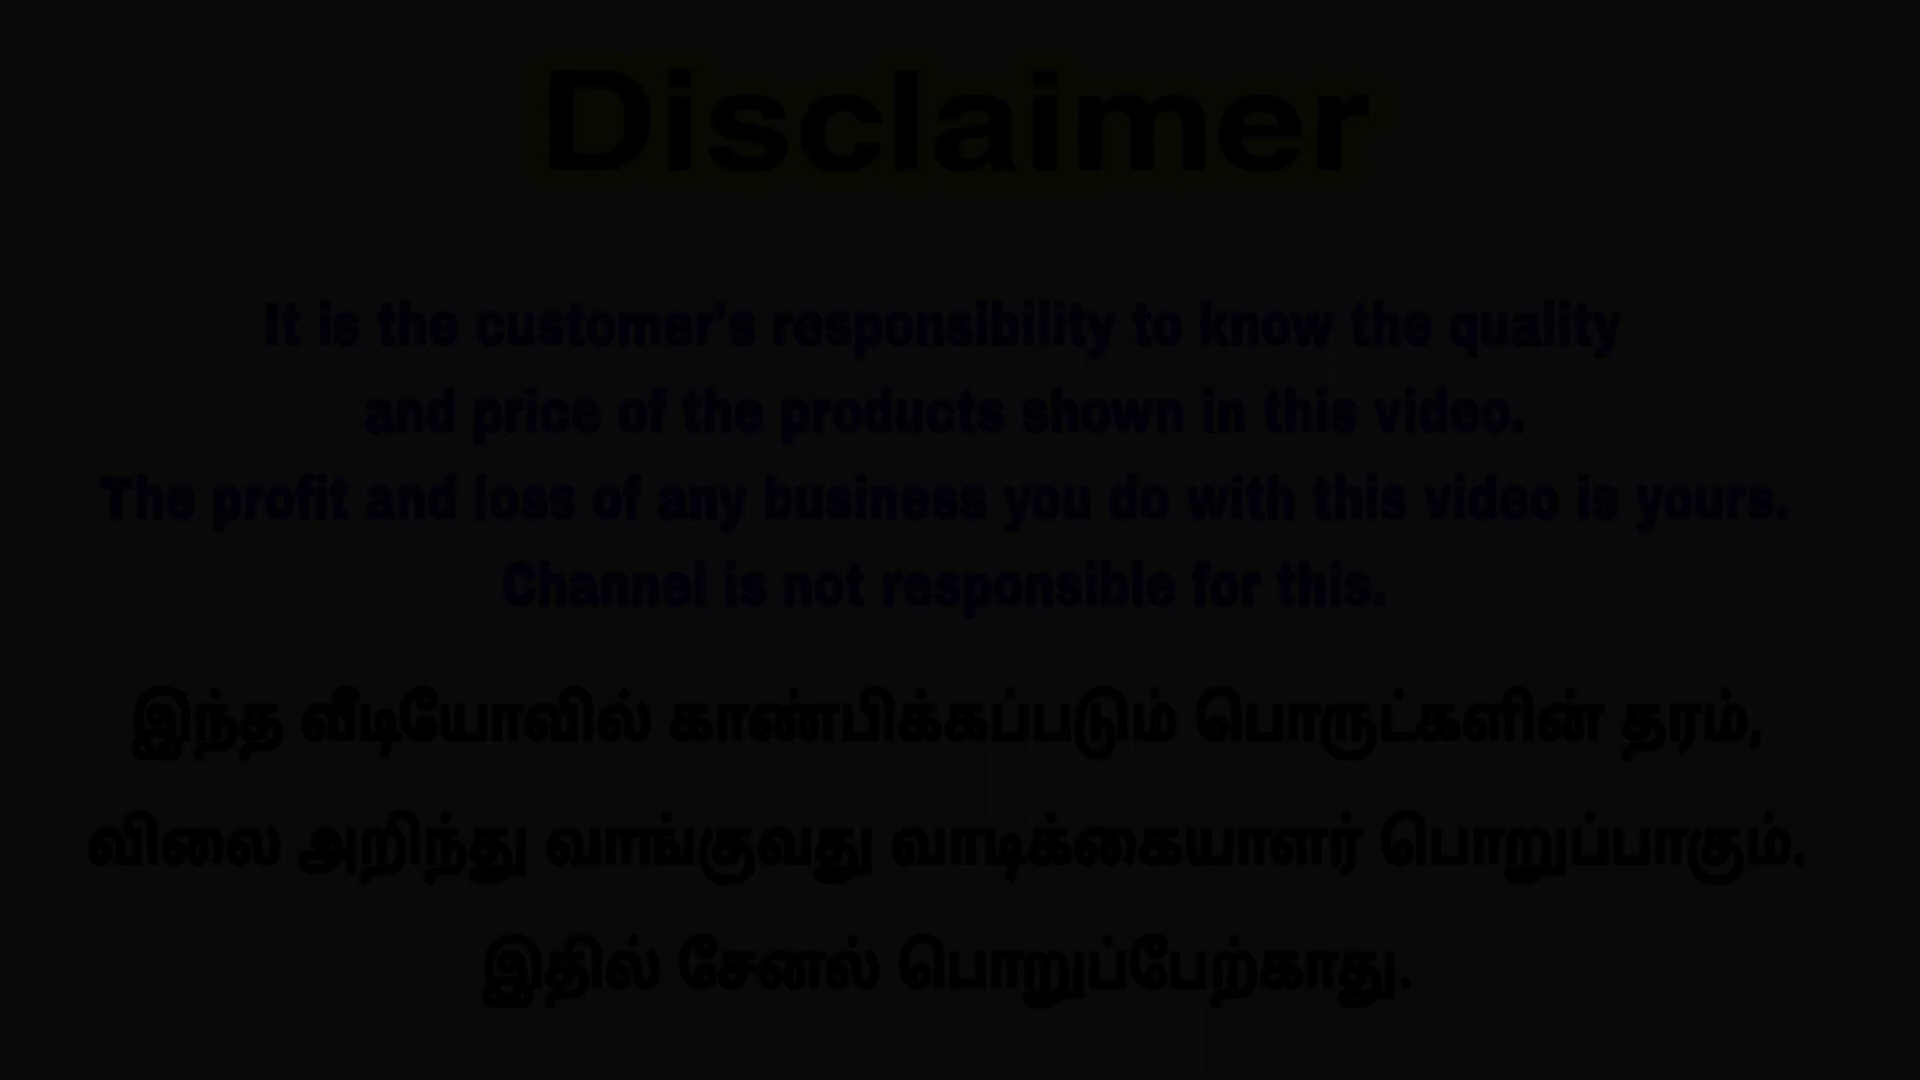 Disclaimer
It is the customer's responsibility to know the quality
and price of the products shown in this video.
The profit and loss of any business you do with this video is yours.
Channel is not responsible for this.
இந்த வீடியோவில் காண்பிக்கப்படும் பொருட்களின் தரம்,
விலை அறிந்து வாங்குவது வாடிக்கையாளர் பொறுப்பாகும்.
இதில் சேனல் பொறுப்பேற்காது.